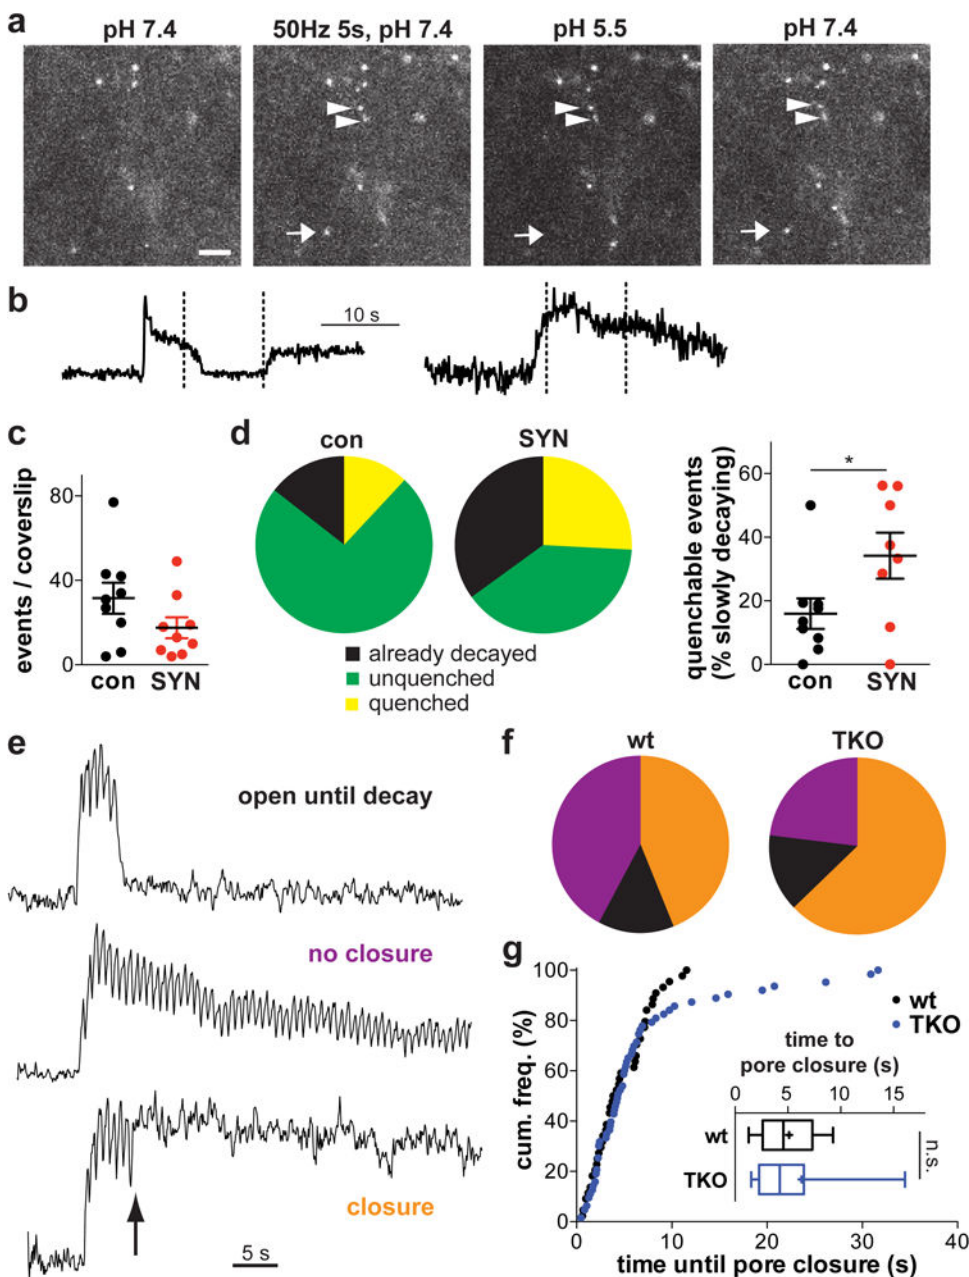 a
pH 7.4
50Hz 5s, pH 7.4
pH 5.5
pH 7.4
b
10 s
c
events / coverslip
80
40
0
con
SYN
d
con
SYN
already decayed
unquenched
quenched
quenchable events
(% slowly decaying)
60
40
20
0
*
con
SYN
e
open until decay
no closure
closure
5 s
f
wt
TKO
g
cum. freq. (%)
100
80
60
40
20
0
0
10
20
30
40
time until pore closure (s)
wt
TKO
time to
pore closure (s)
0
5
10
15
wt
TKO
n.s.